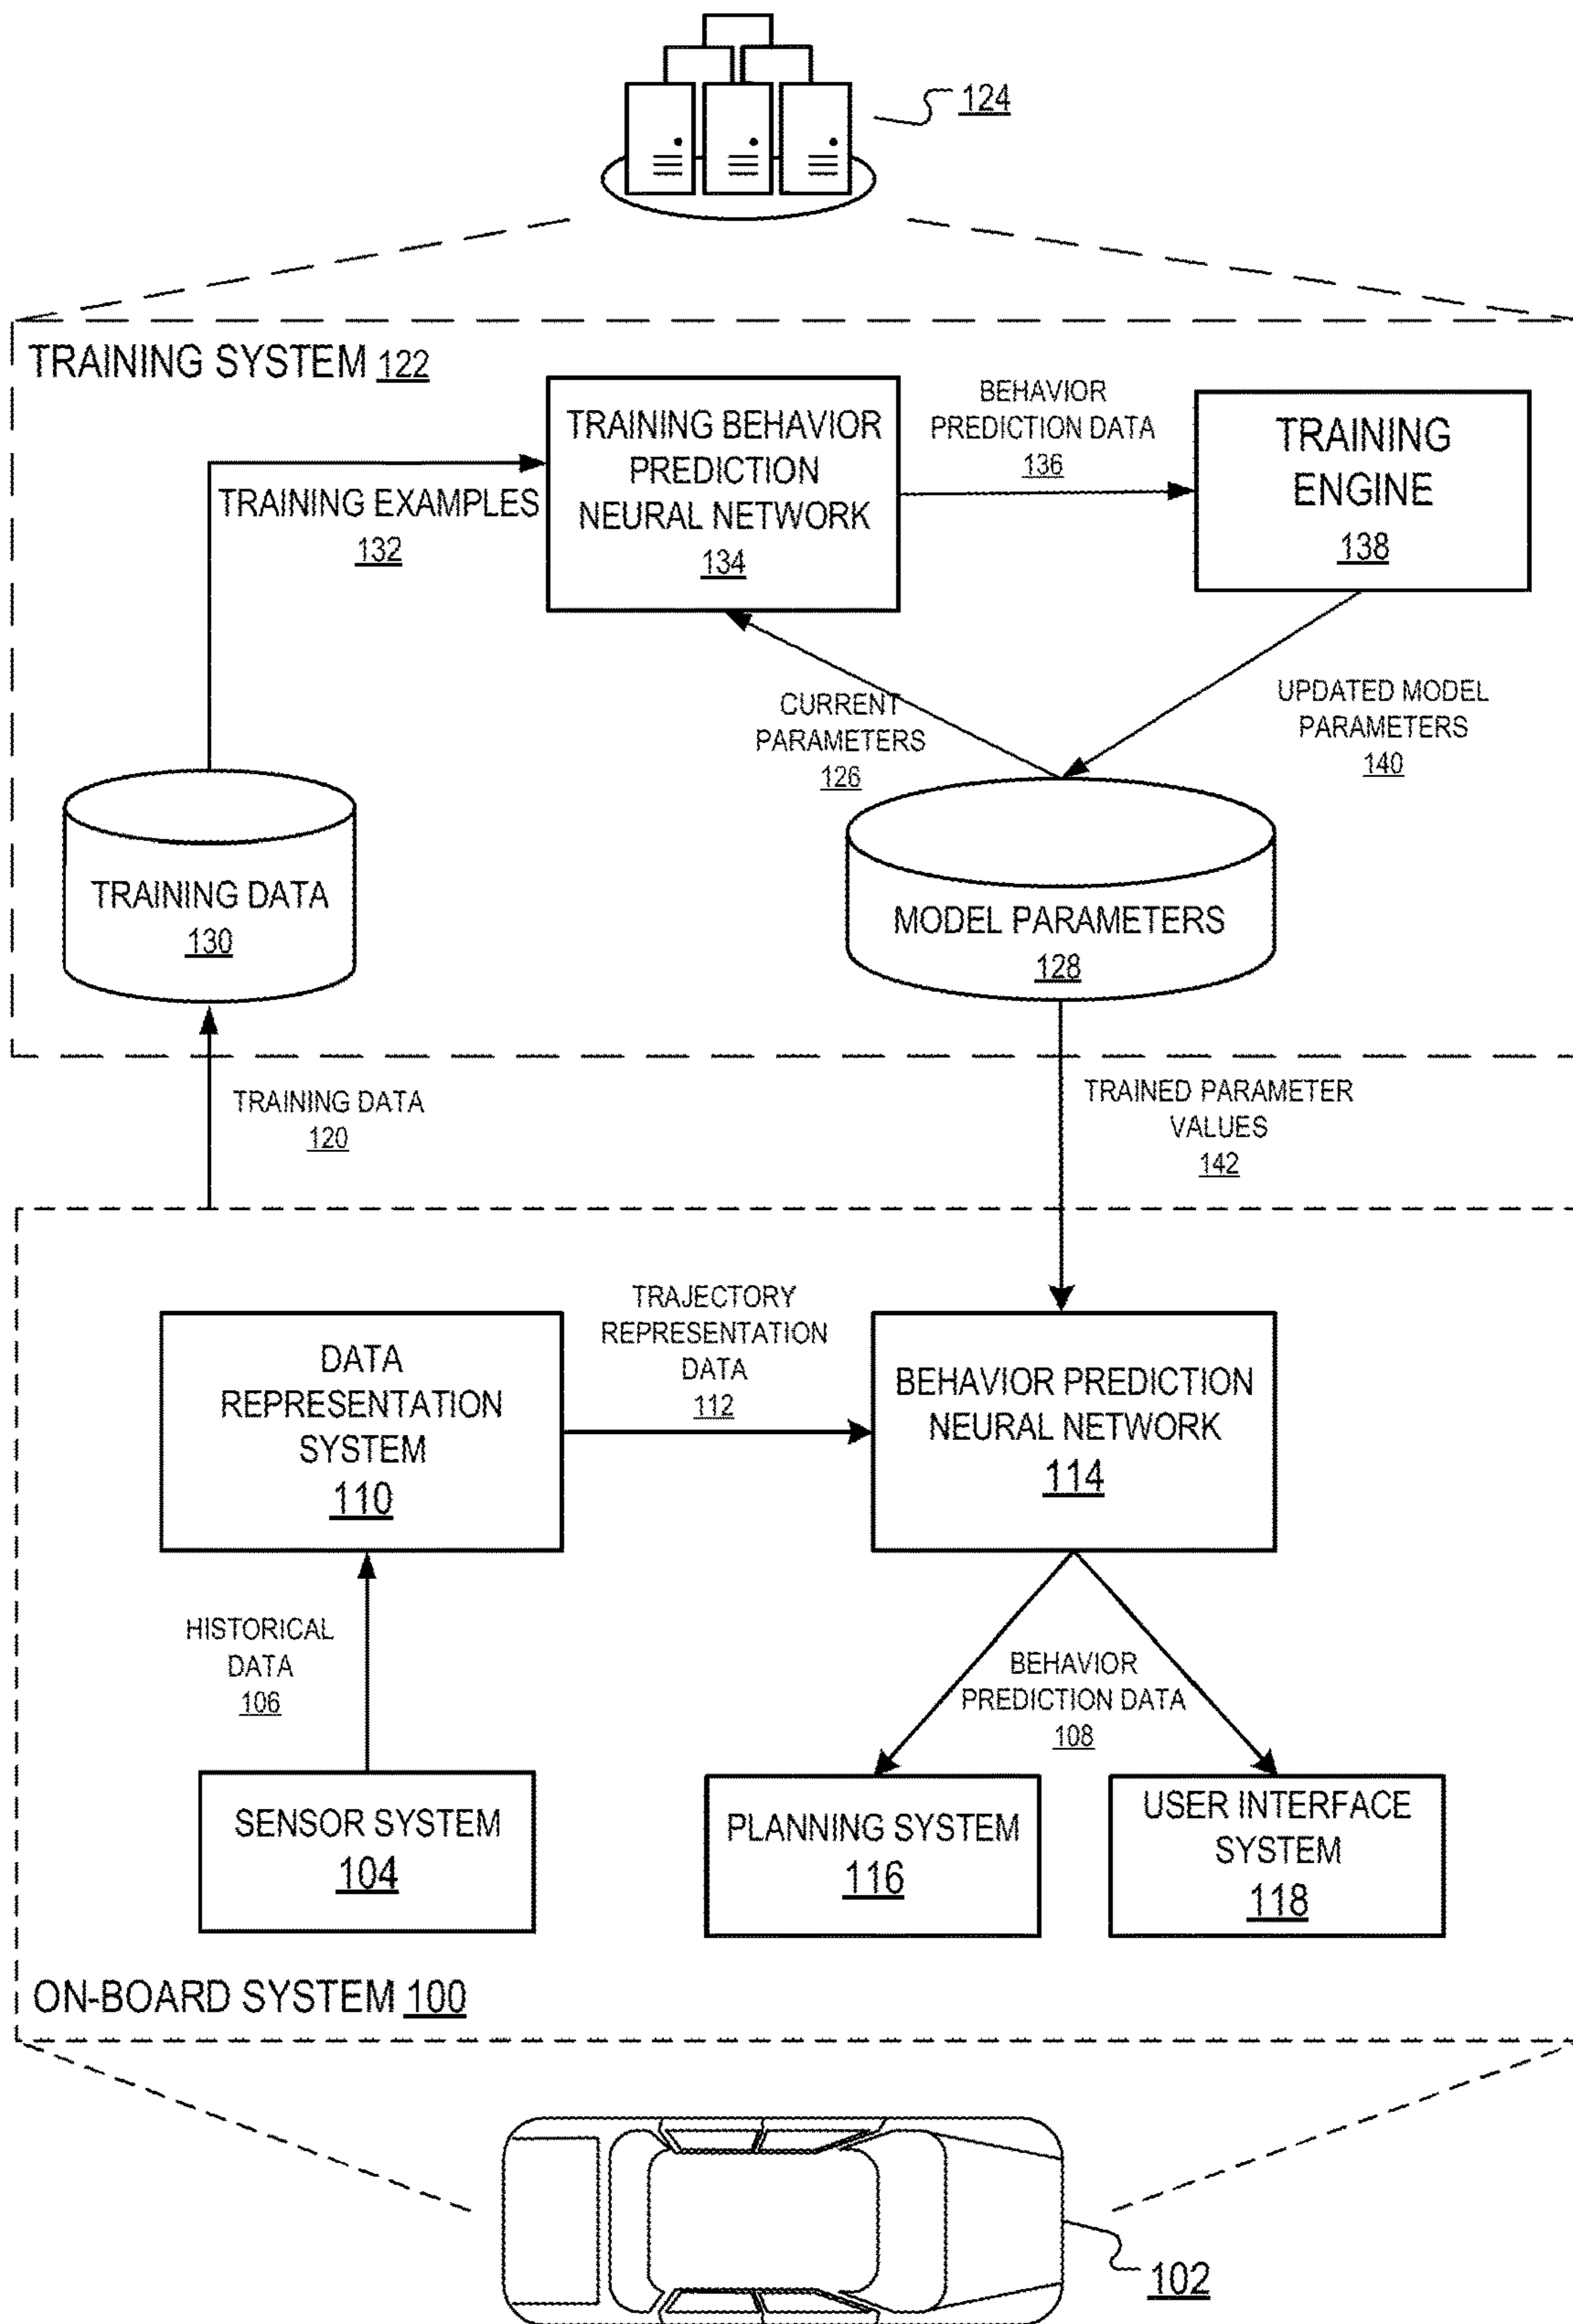 124
TRAINING SYSTEM 122
TRAINING BEHAVIOR
PREDICTION
NEURAL NETWORK
134
BEHAVIOR
PREDICTION DATA
136
TRAINING
ENGINE
138
TRAINING EXAMPLES
132
CURRENT
PARAMETERS
126
UPDATED MODEL
PARAMETERS
140
TRAINING DATA
130
MODEL PARAMETERS
128
TRAINING DATA
120
TRAINED PARAMETER
VALUES
142
DATA
REPRESENTATION
SYSTEM
110
TRAJECTORY
REPRESENTATION
DATA
112
BEHAVIOR PREDICTION
NEURAL NETWORK
114
HISTORICAL
DATA
106
BEHAVIOR
PREDICTION DATA
108
SENSOR SYSTEM
104
PLANNING SYSTEM
116
USER INTERFACE
SYSTEM
118
ON-BOARD SYSTEM 100
102